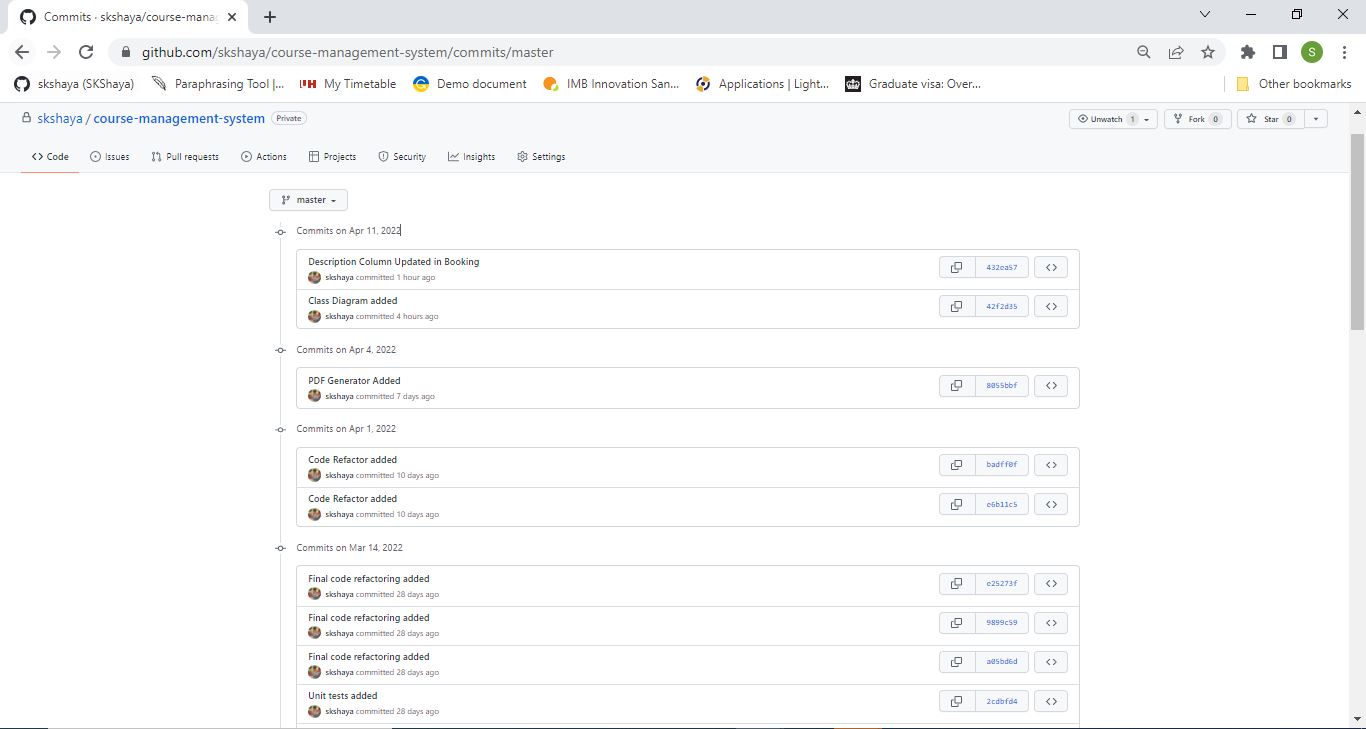 Commits · skshaya/course-mana
github.com/skshaya/course-management-system/commits/master
S
skshaya (SKShaya)
Paraphrasing Tool |...
My Timetable
Demo document
IMB Innovation San...
Applications | Light...
Graduate visa: Over...
Other bookmarks
skshaya / course-management-system Private
Unwatch 1
Fork 0
Star 0
Code
Issues
Pull requests
Actions
Projects
Security
Insights
Settings
master
Commits on Apr 11, 2022
Description Column Updated in Booking
432ea57
skshaya committed 1 hour ago
Class Diagram added
42f2d35
skshaya committed 4 hours ago
Commits on Apr 4, 2022
PDF Generator Added
8055bbf
skshaya committed 7 days ago
Commits on Apr 1, 2022
Code Refactor added
badff0f
skshaya committed 10 days ago
Code Refactor added
e6b11c5
skshaya committed 10 days ago
Commits on Mar 14, 2022
Final code refactoring added
e25273f
skshaya committed 28 days ago
Final code refactoring added
9899c59
skshaya committed 28 days ago
Final code refactoring added
a05bd6d
skshaya committed 28 days ago
Unit tests added
2cdbfd4
skshaya committed 28 days ago